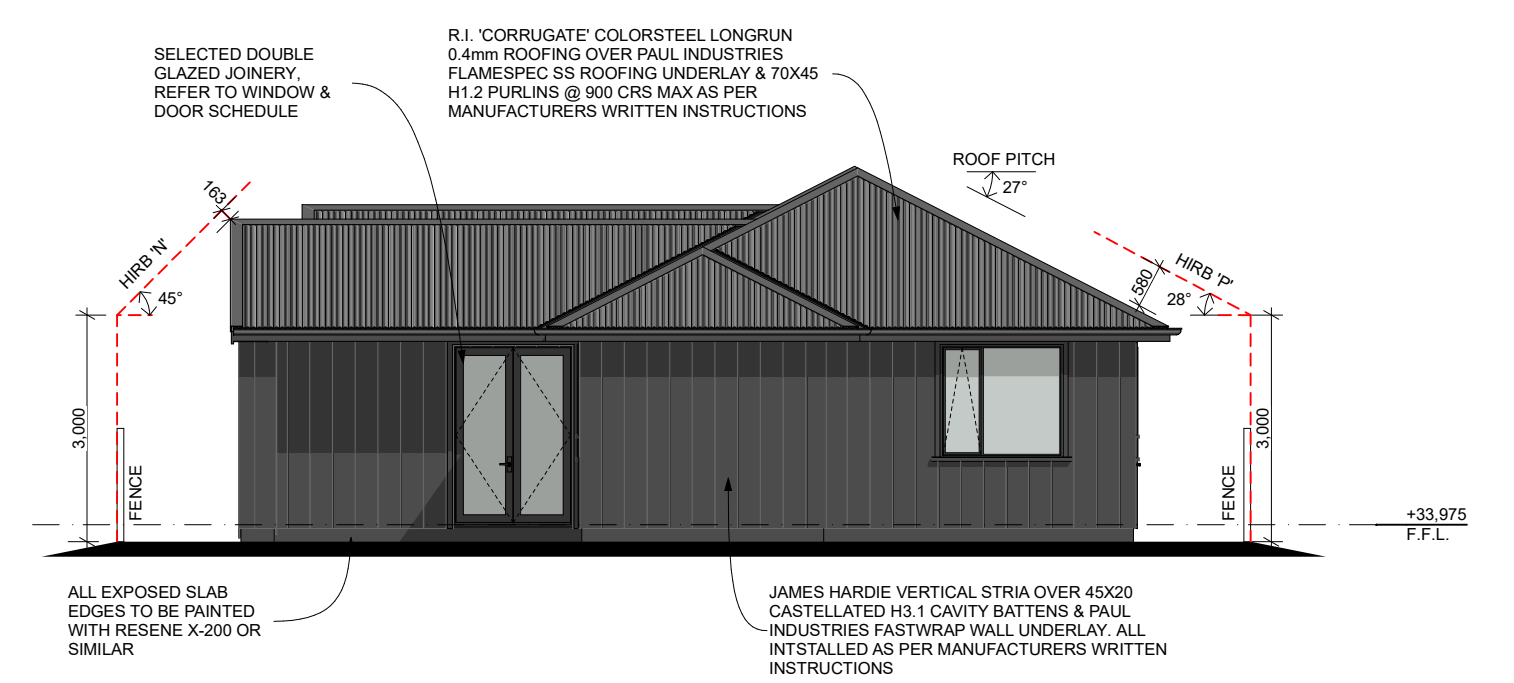 R.I. 'CORRUGATE' COLORSTEEL LONGRUN
0.4mm ROOFING OVER PAUL INDUSTRIES
FLAMESPEC SS ROOFING UNDERLAY & 70X45
H1.2 PURLINS @ 900 CRS MAX AS PER
MANUFACTURERS WRITTEN INSTRUCTIONS
SELECTED DOUBLE
GLAZED JOINERY,
REFER TO WINDOW &
DOOR SCHEDULE
ROOF PITCH
27°
163
HIRB 'N'
45°
HIRB 'P'
580
28°
3,000
FENCE
3,000
FENCE
+33,975
F.F.L.
ALL EXPOSED SLAB
EDGES TO BE PAINTED
WITH RESENE X-200 OR
SIMILAR
JAMES HARDIE VERTICAL STRIA OVER 45X20
CASTELLATED H3.1 CAVITY BATTENS & PAUL
INDUSTRIES FASTWRAP WALL UNDERLAY. ALL
INTSTALLED AS PER MANUFACTURERS WRITTEN
INSTRUCTIONS